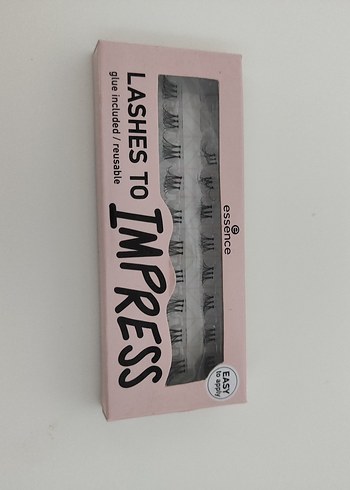 essence
LASHES TO
IMPRESS
glue included / reusable
EASY
to apply